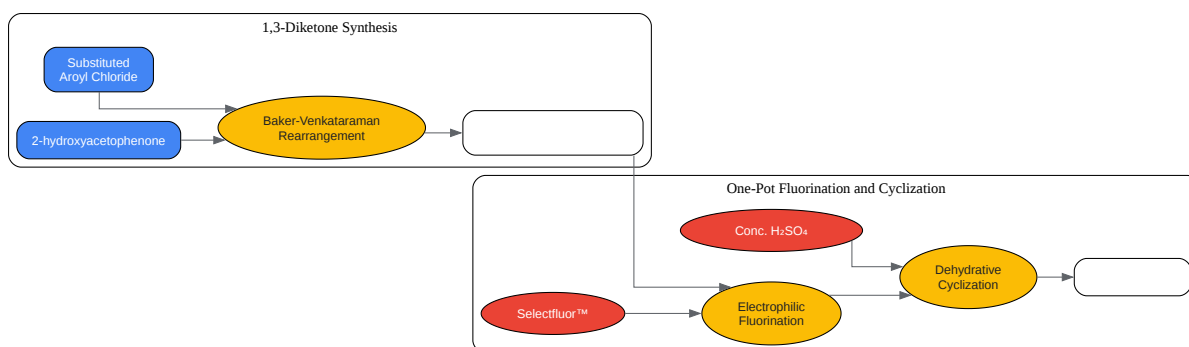 1,3-Diketone Synthesis
Substituted
Aroyl Chloride
2-hydroxyacetophenone
Baker-Venkataraman
Rearrangement
One-Pot Fluorination and Cyclization
Conc. H₂SO₄
Dehydrative
Cyclization
Selectfluor™
Electrophilic
Fluorination